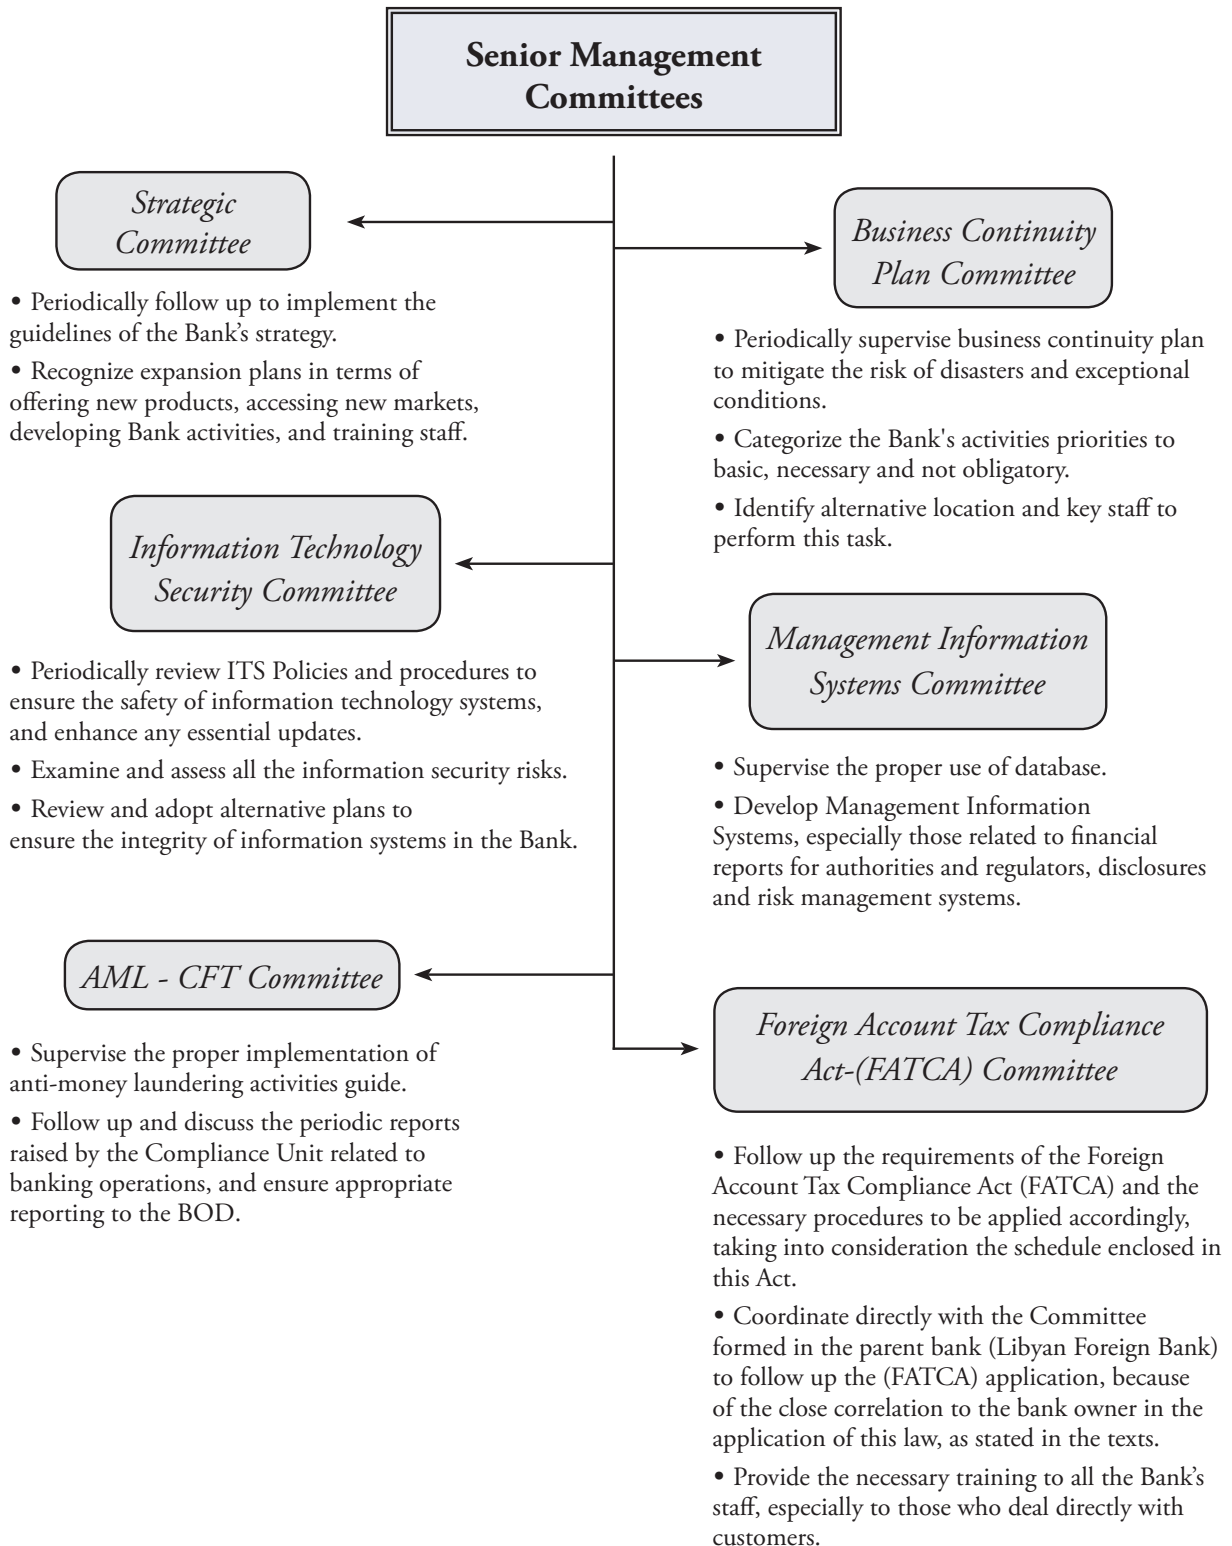 Senior Management
Committees
Strategic
Committee
• Periodically follow up to implement the
guidelines of the Bank’s strategy.
• Recognize expansion plans in terms of
offering new products, accessing new markets,
developing Bank activities, and training staff.
Business Continuity
Plan Committee
• Periodically supervise business continuity plan
to mitigate the risk of disasters and exceptional
conditions.
• Categorize the Bank's activities priorities to
basic, necessary and not obligatory.
• Identify alternative location and key staff to
perform this task.
Information Technology
Security Committee
• Periodically review ITS Policies and procedures to
ensure the safety of information technology systems,
and enhance any essential updates.
• Examine and assess all the information security risks.
• Review and adopt alternative plans to
ensure the integrity of information systems in the Bank.
Management Information
Systems Committee
• Supervise the proper use of database.
• Develop Management Information
Systems, especially those related to financial
reports for authorities and regulators, disclosures
and risk management systems.
AML - CFT Committee
• Supervise the proper implementation of
anti-money laundering activities guide.
• Follow up and discuss the periodic reports
raised by the Compliance Unit related to
banking operations, and ensure appropriate
reporting to the BOD.
Foreign Account Tax Compliance
Act-(FATCA) Committee
• Follow up the requirements of the Foreign
Account Tax Compliance Act (FATCA) and the
necessary procedures to be applied accordingly,
taking into consideration the schedule enclosed in
this Act.
• Coordinate directly with the Committee
formed in the parent bank (Libyan Foreign Bank)
to follow up the (FATCA) application, because
of the close correlation to the bank owner in the
application of this law, as stated in the texts.
• Provide the necessary training to all the Bank’s
staff, especially to those who deal directly with
customers.